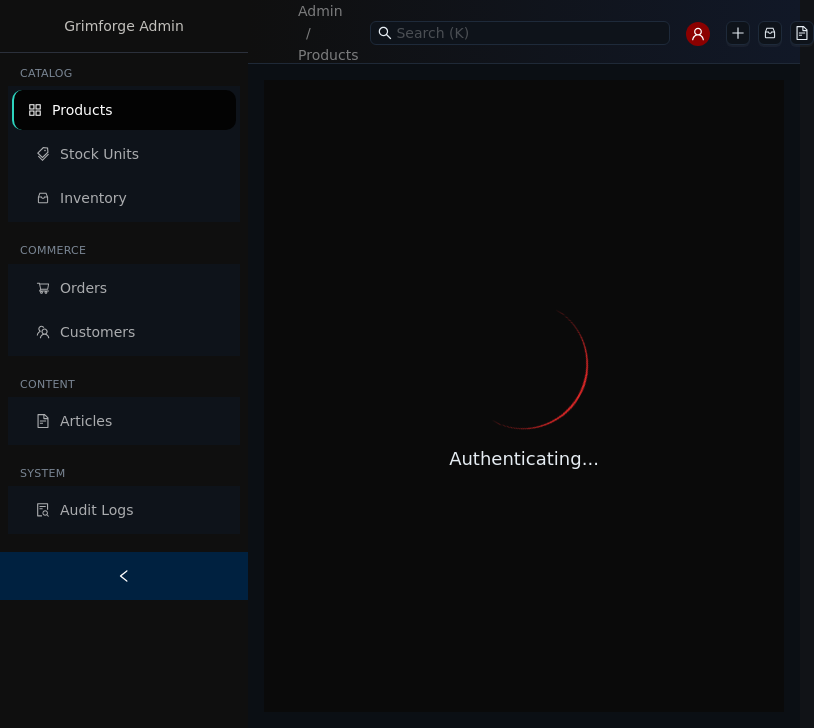 Grimforge Admin
CATALOG
Products
Stock Units
Inventory
COMMERCE
Orders
Customers
CONTENT
Articles
SYSTEM
Audit Logs
Admin
/
Products
Search (K)
Authenticating...